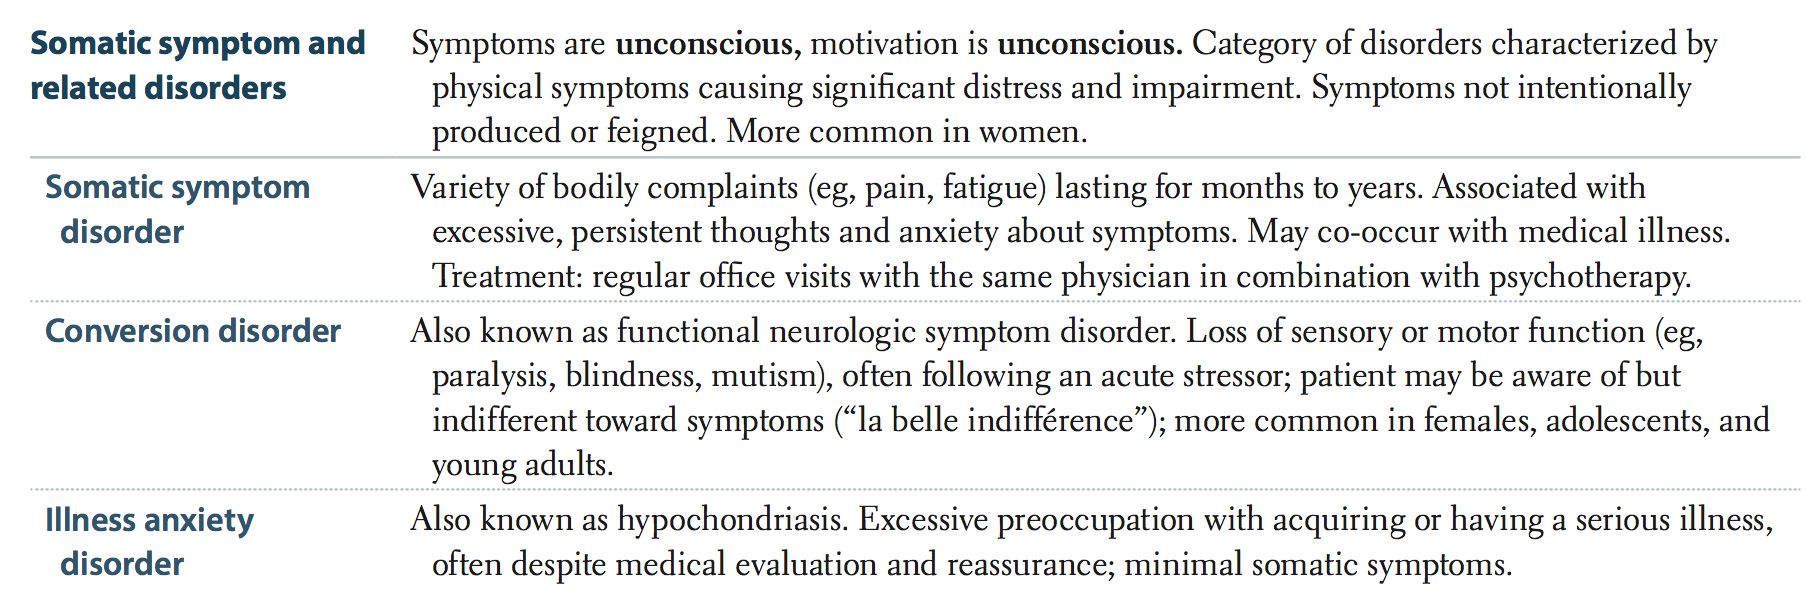 Somatic symptom and
related disorders
Symptoms are unconscious, motivation is unconscious. Category of disorders characterized by
physical symptoms causing significant distress and impairment. Symptoms not intentionally
produced or feigned. More common in women.
Somatic symptom
disorder
Variety of bodily complaints (eg, pain, fatigue) lasting for months to years. Associated with
excessive, persistent thoughts and anxiety about symptoms. May co-occur with medical illness.
Treatment: regular office visits with the same physician in combination with psychotherapy.
Conversion disorder
Also known as functional neurologic symptom disorder. Loss of sensory or motor function (eg,
paralysis, blindness, mutism), often following an acute stressor; patient may be aware of but
indifferent toward symptoms (“la belle indifférence”); more common in females, adolescents, and
young adults.
Illness anxiety
disorder
Also known as hypochondriasis. Excessive preoccupation with acquiring or having a serious illness,
often despite medical evaluation and reassurance; minimal somatic symptoms.